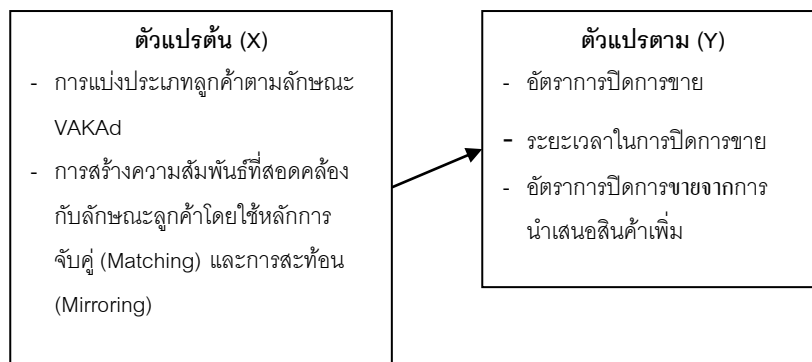 ตัวแปรต้น (X)
- การแบ่งประเภทลูกค้าตามลักษณะ
VAKAd
- การสร้างความสัมพันธ์ที่สอดคล้อง
กับลักษณะลูกค้าโดยใช้หลักการ
จับคู่ (Matching) และการสะท้อน
(Mirroring)
ตัวแปรตาม (Y)
- อัตราการปิดการขาย
- ระยะเวลาในการปิดการขาย
- อัตราการปิดการขายจากการ
นำเสนอสินค้าเพิ่ม